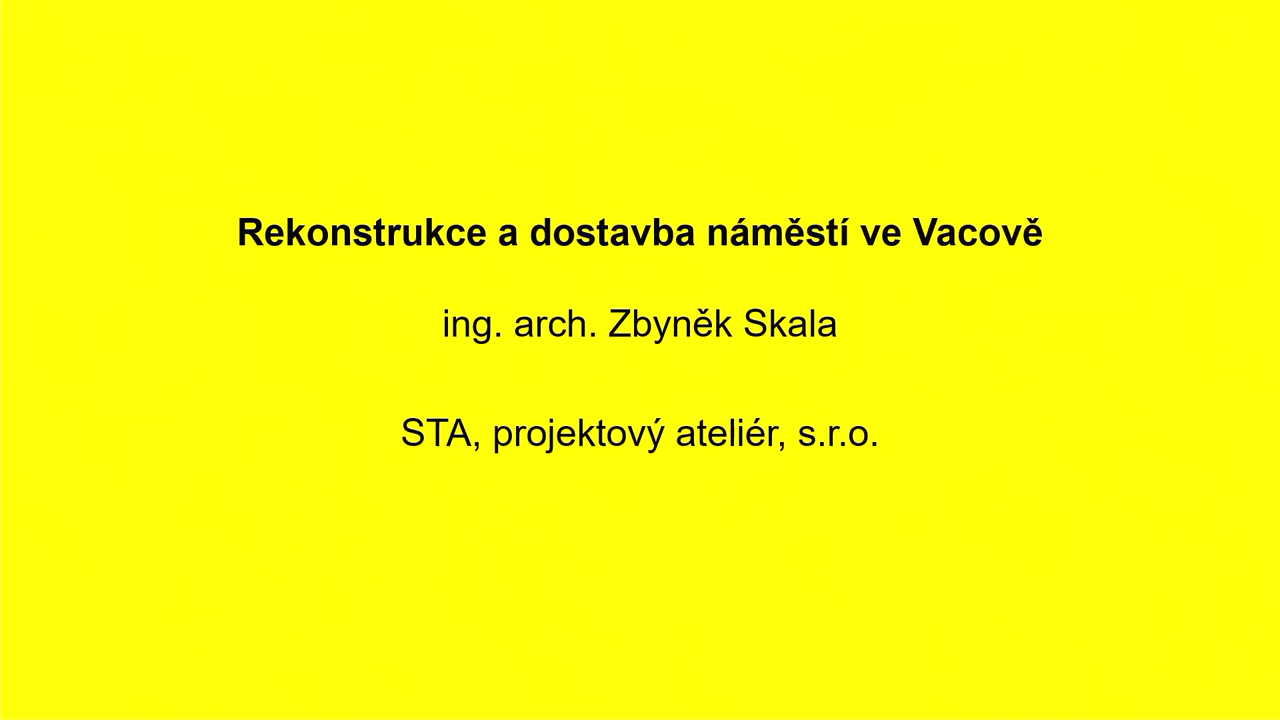 Rekonstrukce a dostavba náměstí ve Vacově
ing. arch. Zbyněk Skala
STA, projektový ateliér, s.r.o.